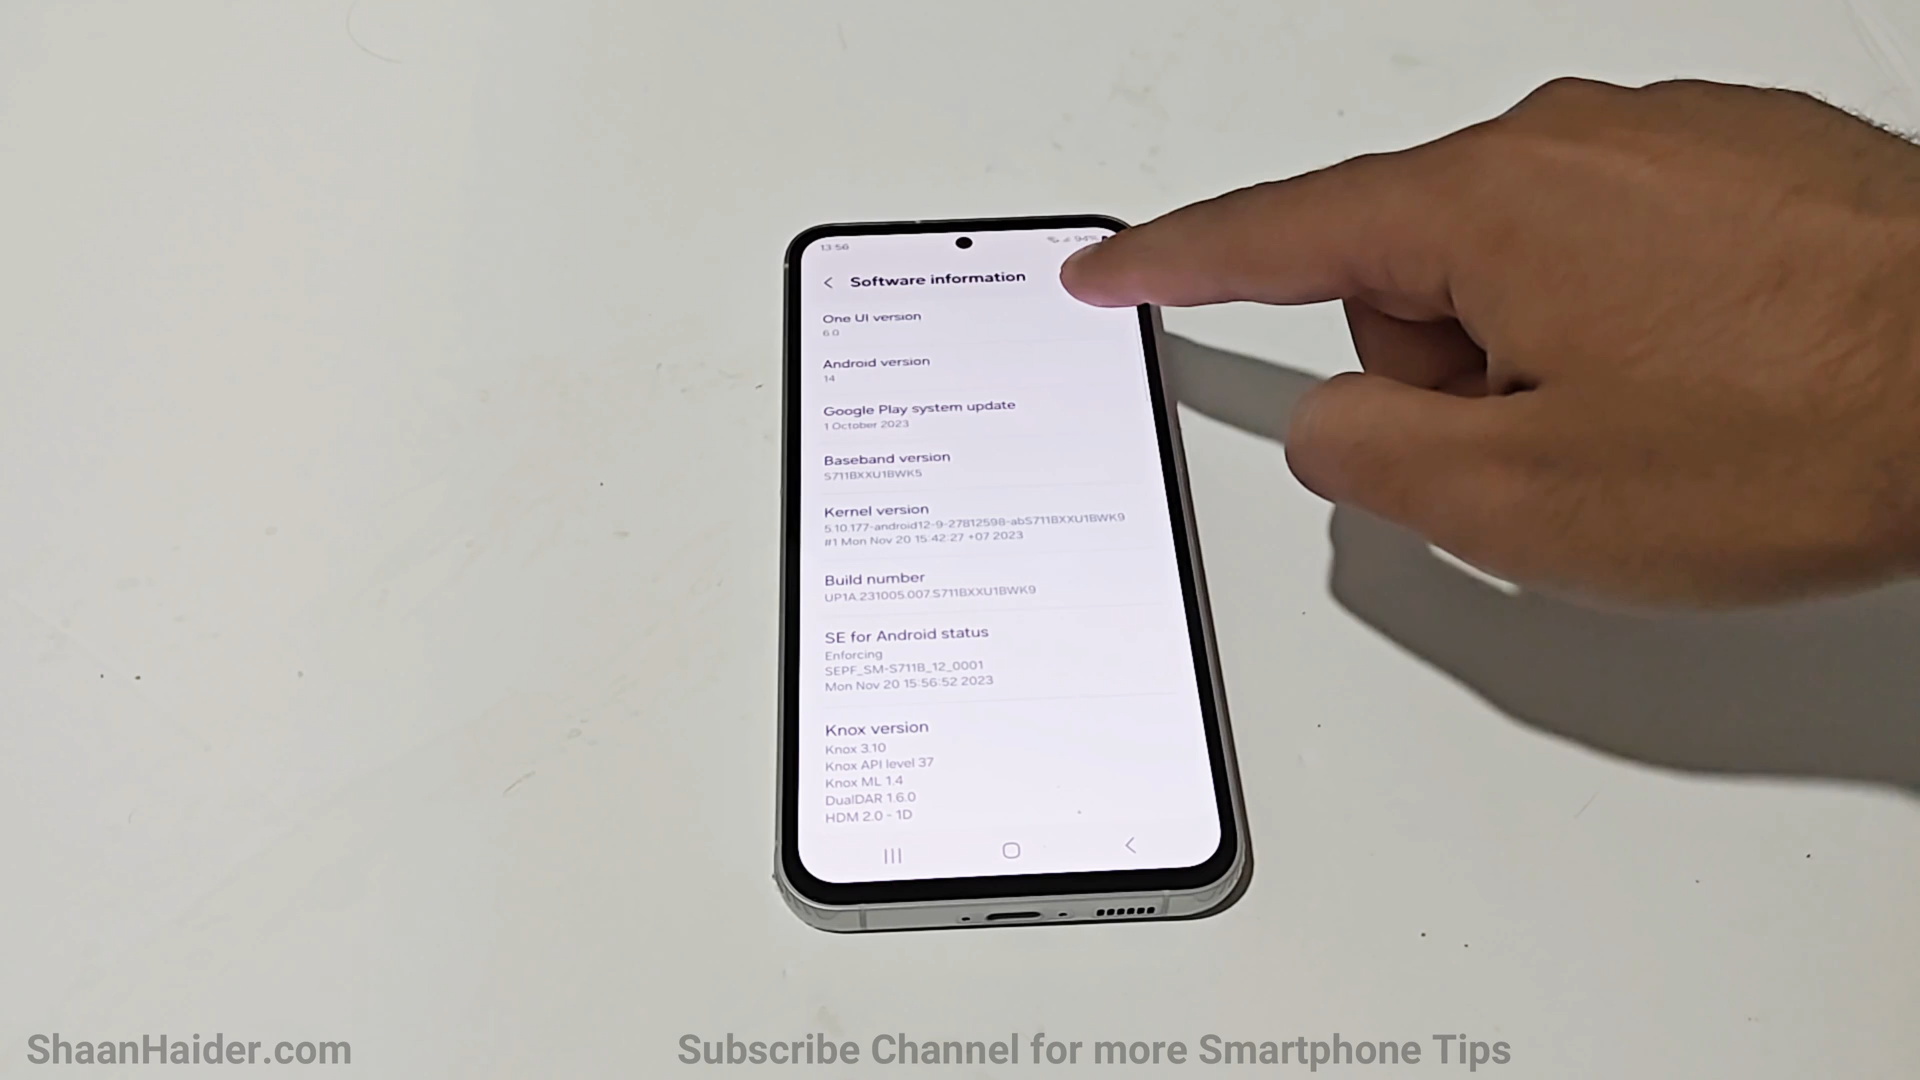 13:56
94%
Software information
One UI version
6.0
Android version
14
Google Play system update
1 October 2023
Baseband version
S711BXXU1BWK5
Kernel version
5.10.177-android12-9-27812598-abS711BXXU1BWK9
#1 Mon Nov 20 15:42:27 +07 2023
Build number
UP1A.231005.007.S711BXXU1BWK9
SE for Android status
Enforcing
SEPF_SM-S711B_12_0001
Mon Nov 20 15:56:52 2023
Knox version
Knox 3.10
Knox API level 37
Knox ML 1.4
DualDAR 1.6.0
HDM 2.0 - 1D
ShaanHaider.com
Subscribe Channel for more Smartphone Tips